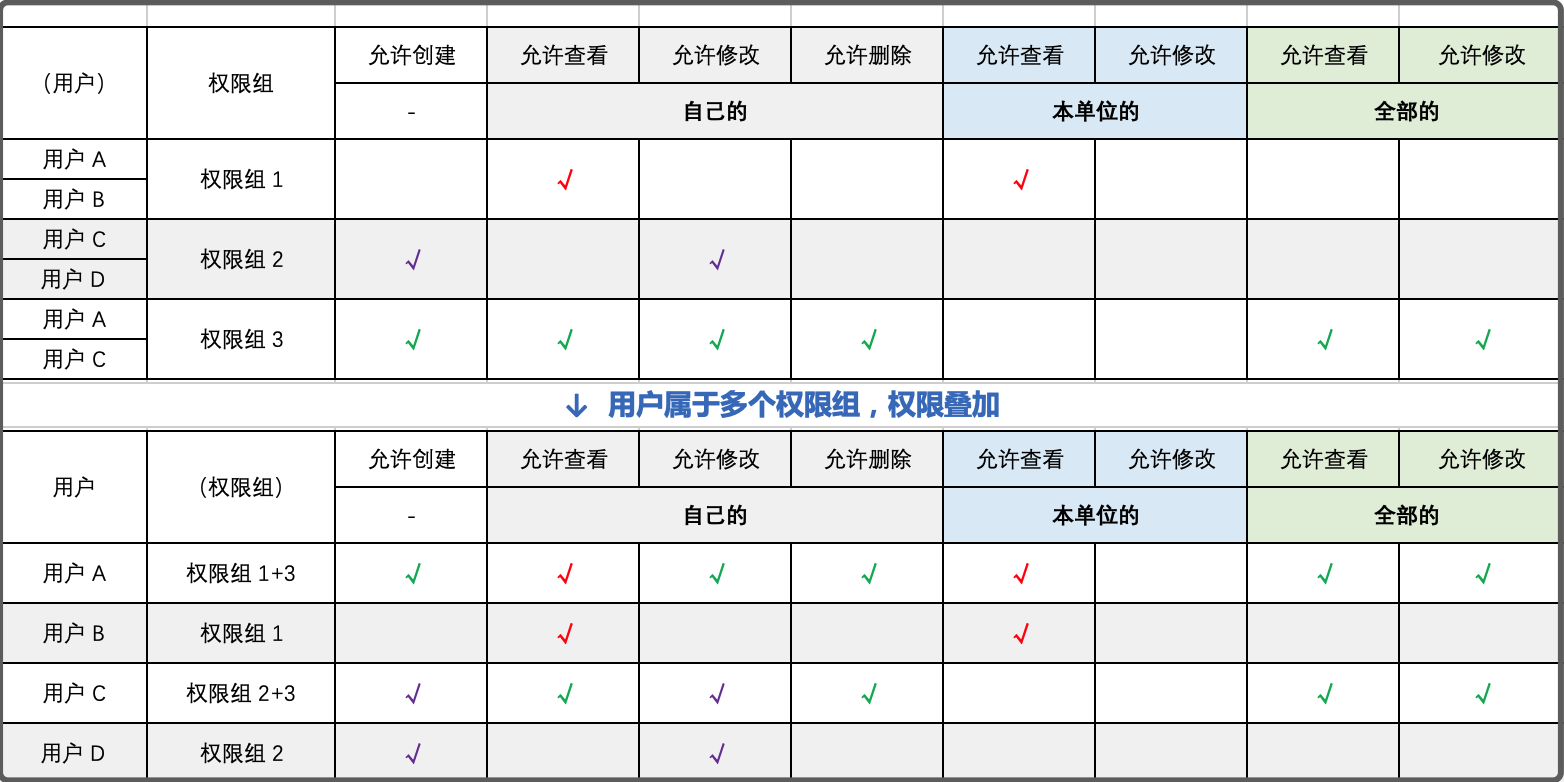 （用户） 权限组 允许创建 允许查看 允许修改 允许删除 允许查看 允许修改 允许查看 允许修改
- 自己的 本单位的 全部的
用户 A
权限组 1 √ √
用户 B
用户 C
权限组 2 √ √
用户 D
用户 A
权限组 3 √ √ √ √ √ √
用户 C
↓ 用户属于多个权限组，权限叠加
用户 （权限组） 允许创建 允许查看 允许修改 允许删除 允许查看 允许修改 允许查看 允许修改
- 自己的 本单位的 全部的
用户 A 权限组 1+3 √ √ √ √ √ √ √
用户 B 权限组 1 √ √
用户 C 权限组 2+3 √ √ √ √ √ √
用户 D 权限组 2 √ √